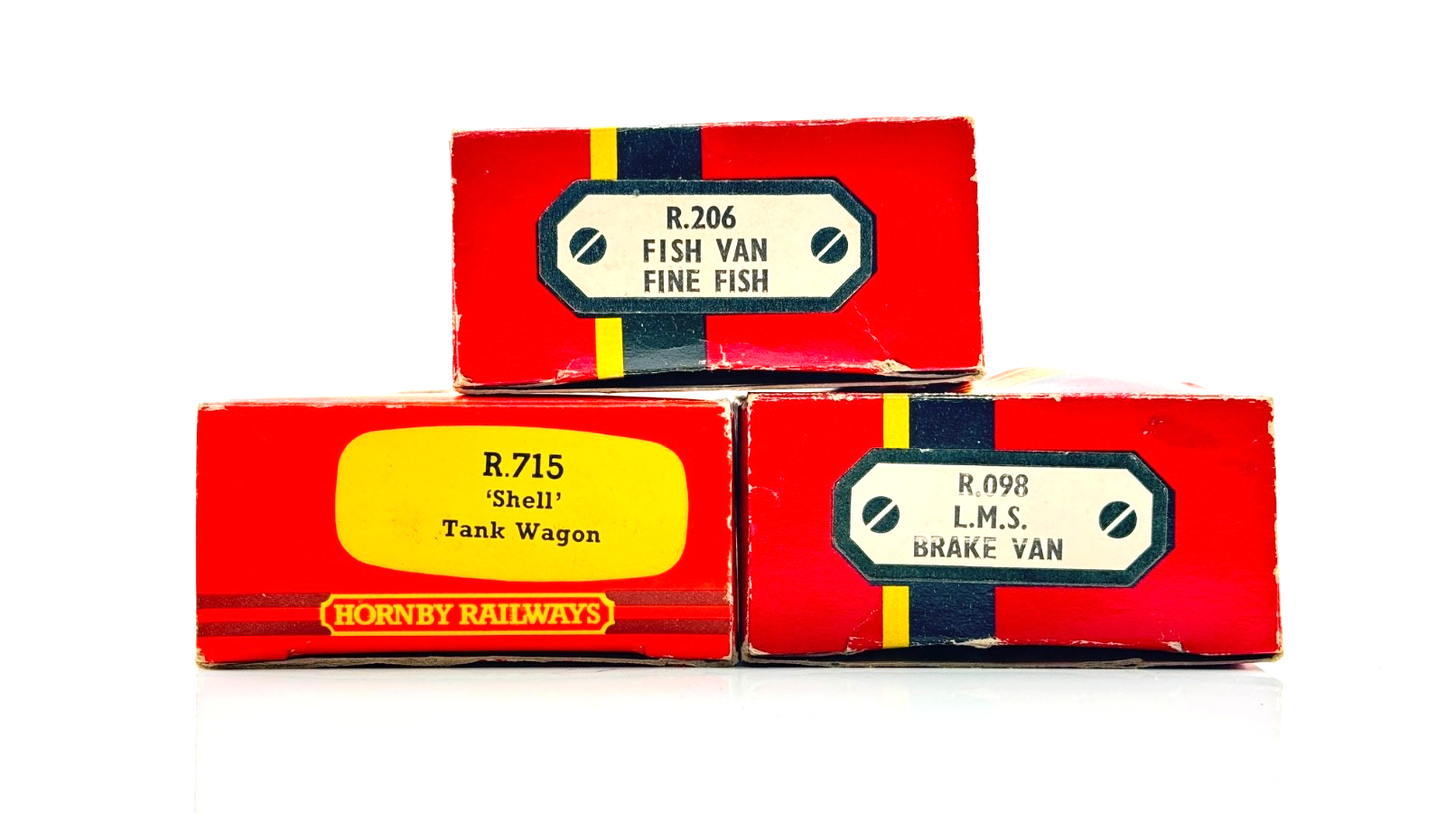 R.206
FISH VAN
FINE FISH
R.715
‘Shell’
Tank Wagon
HORNBY RAILWAYS
R.098
L.M.S.
BRAKE VAN